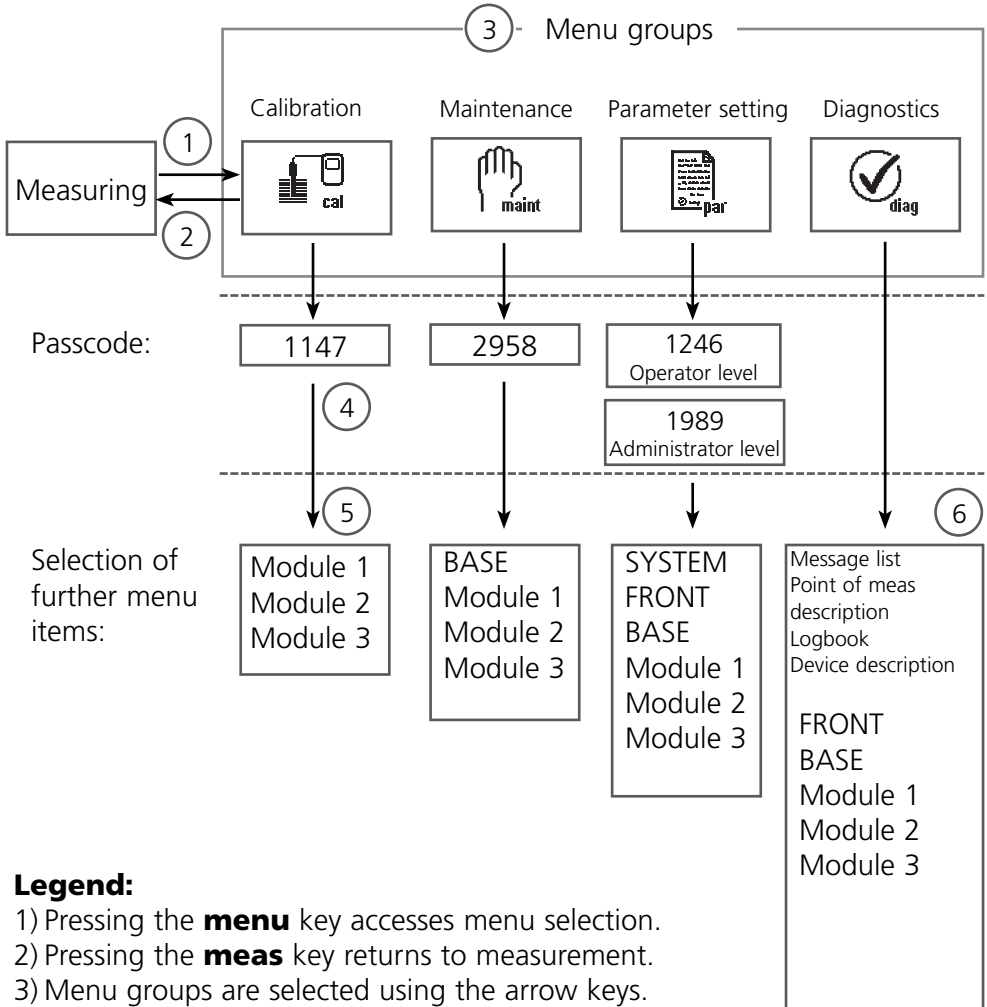 3 Menu groups
Calibration Maintenance Parameter setting Diagnostics
1
Measuring
cal maint par diag
2
Passcode: 1147 2958 1246
Operator level
4
1989
Administrator level
5 6
Selection of
further menu
items:
Module 1
Module 2
Module 3
BASE
Module 1
Module 2
Module 3
SYSTEM
FRONT
BASE
Module 1
Module 2
Module 3
Message list
Point of meas
description
Logbook
Device description
FRONT
BASE
Module 1
Module 2
Module 3
Legend:
1) Pressing the menu key accesses menu selection.
2) Pressing the meas key returns to measurement.
3) Menu groups are selected using the arrow keys.